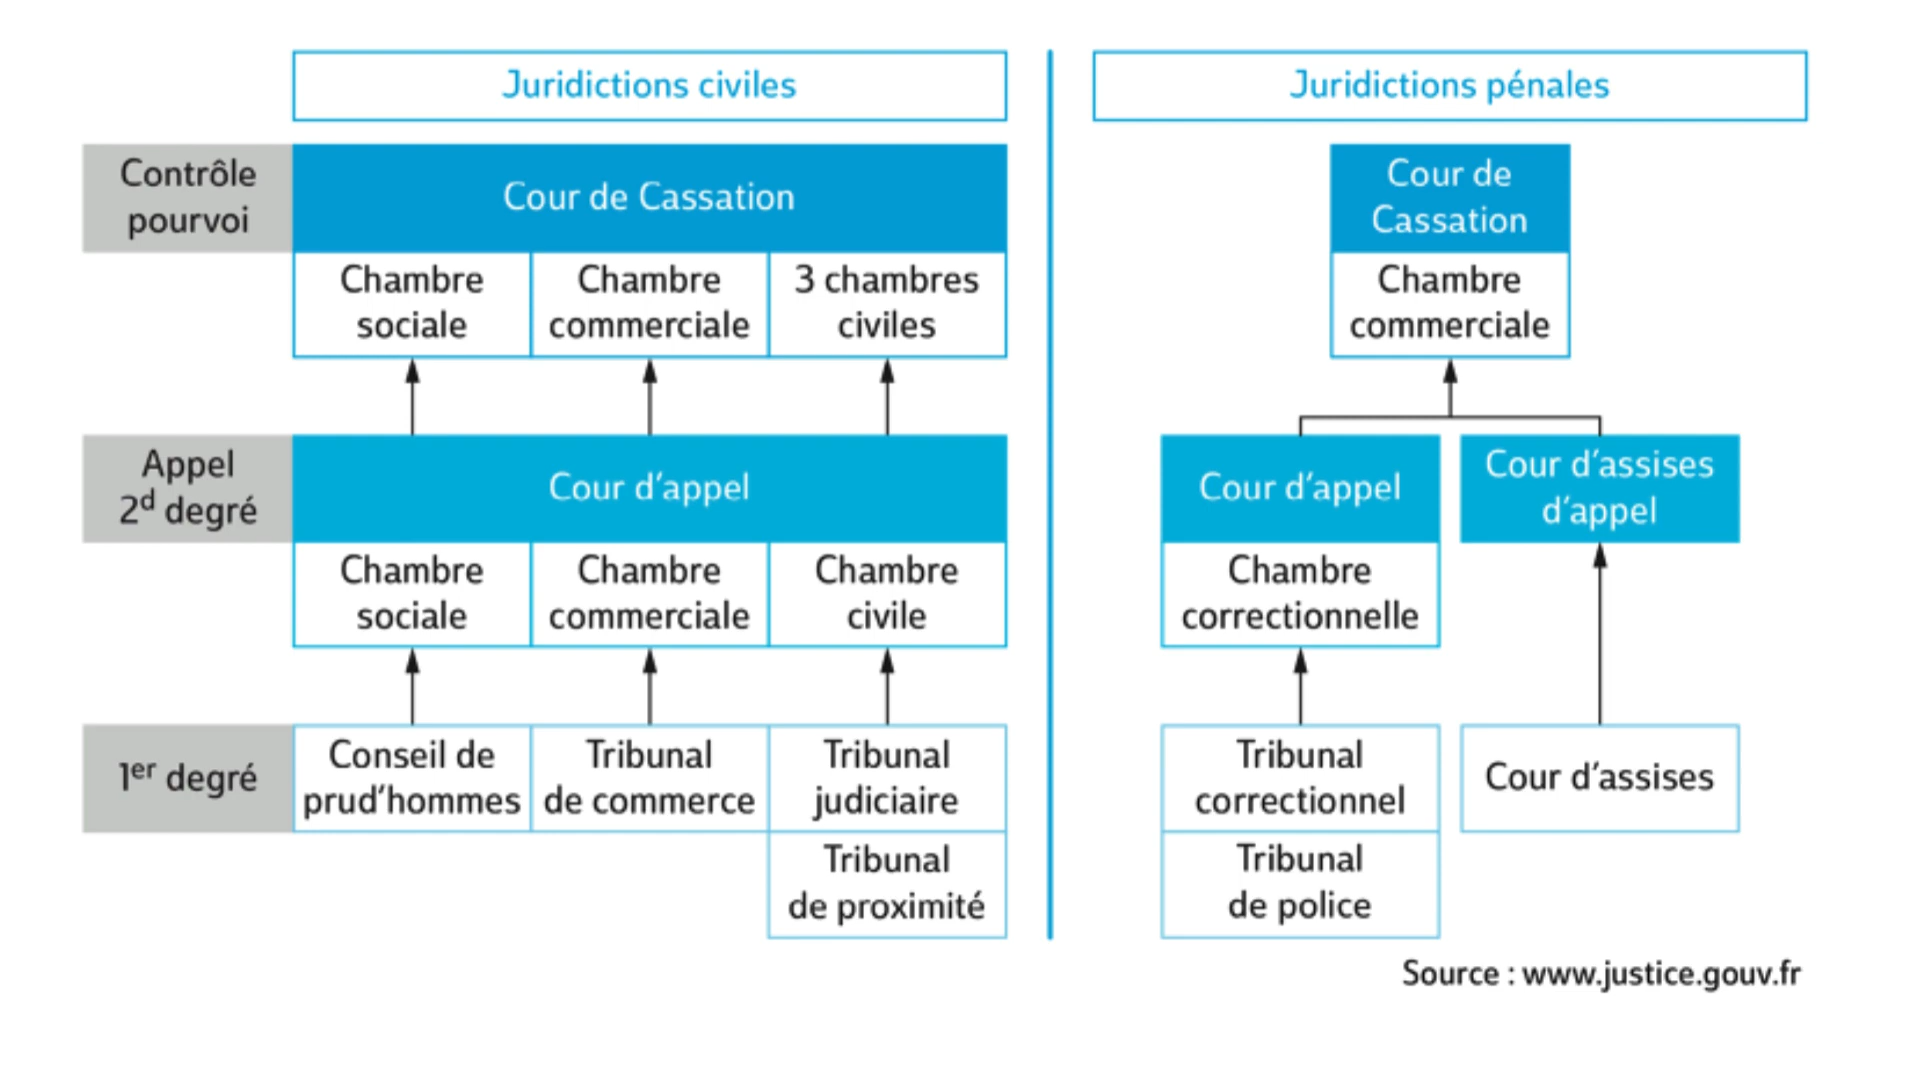 Juridictions civiles
Juridictions pénales
Contrôle
pourvoi
Cour de Cassation
Cour de
Cassation
Chambre
sociale
Chambre
commerciale
3 chambres
civiles
Chambre
commerciale
Appel
2d degré
Cour d'appel
Cour d'appel
Cour d'assises
d'appel
Chambre
sociale
Chambre
commerciale
Chambre
civile
Chambre
correctionnelle
1er degré
Conseil de
prud'hommes
Tribunal
de commerce
Tribunal
judiciaire
Tribunal
de proximité
Tribunal
correctionnel
Tribunal
de police
Cour d'assises
Source : www.justice.gouv.fr